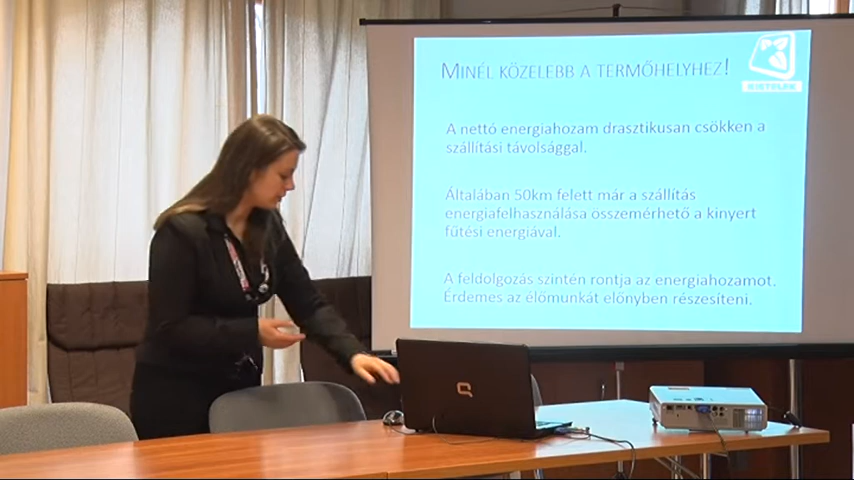 MINÉL KÖZELEBB A TERMŐHELYHEZ!
KISTELEK
A nettó energiahozam drasztikusan csökken a
szállítási távolsággal.
Általában 50km felett már a szállítás
energiafelhasználása összemérhető a kinyert
fűtési energiával.
A feldolgozás szintén rontja az energiahozamot.
Érdemes az élőmunkát előnyben részesíteni.